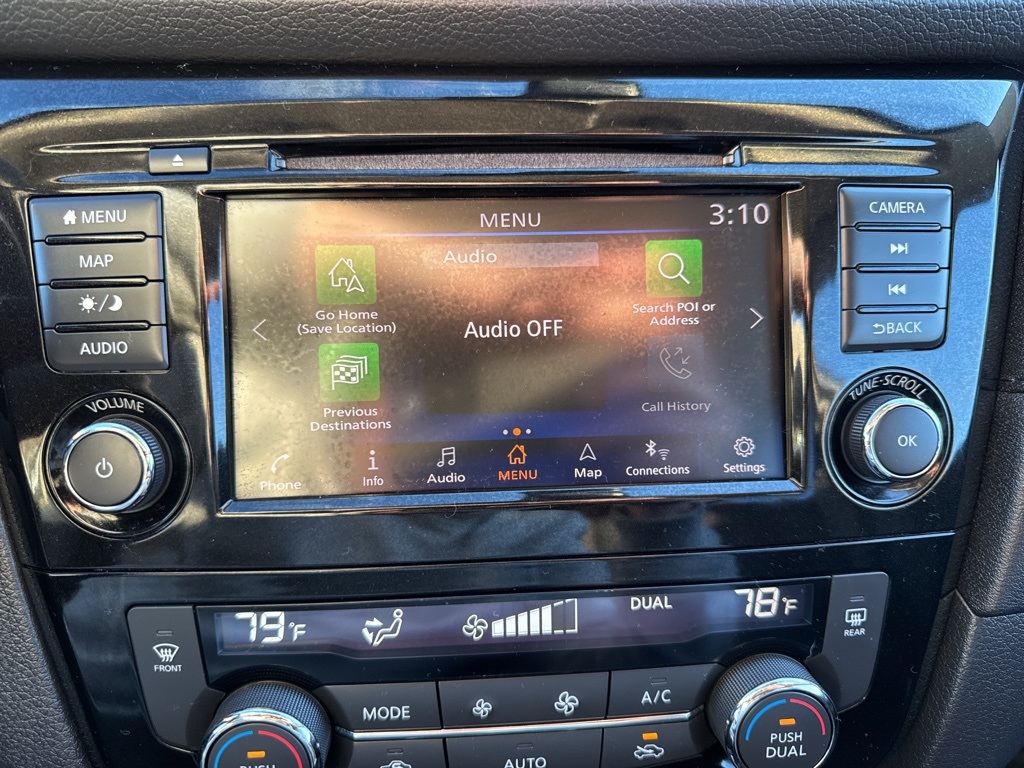 MENU
MAP
AUDIO
VOLUME
MENU
3:10
Audio
Go Home
(Save Location)
Audio OFF
Search POI or
Address
Previous
Destinations
Call History
Phone
Info
Audio
MENU
Map
Connections
Settings
CAMERA
BACK
TUNE·SCROLL
OK
FRONT
79°F
DUAL
78°F
REAR
MODE
A/C
PUSH
AUTO
PUSH
DUAL